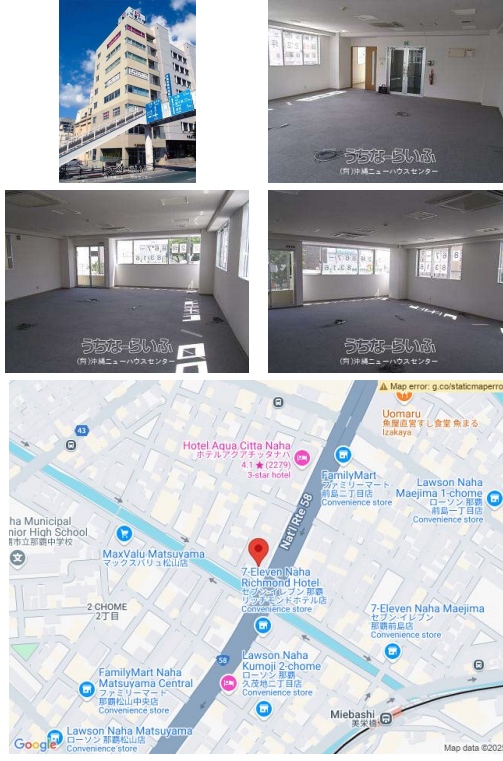 うちなーらいふ
(有)沖縄ニューハウスセンター
うちなーらいふ
(有)沖縄ニューハウスセンター
うちなーらいふ
(有)沖縄ニューハウスセンター
Map error: g.co/staticmaperro
Uomaru
魚屋直営すし食堂 魚まる
Izakaya
43
Hotel Aqua Citta Naha
ホテルアクアチッタナハ
4.1 ★ (2279)
3-star hotel
Nat'l Rte 58
FamilyMart
ファミリーマート
前島二丁目店
Convenience store
Lawson Naha
Maejima 1-chome
ローソン 那覇
前島一丁目店
Convenience store
ha Municipal
nior High School
覇市立那覇中学校
MaxValu Matsuyama
マックスバリュ松山店
7-Eleven Naha
Richmond Hotel
セブン-イレブン 那覇
リッチモンドホテル店
Convenience store
2 CHOME
2丁目
7-Eleven Naha Maejima
セブン-イレブン
那覇前島店
Convenience store
58
Lawson Naha
Kumoji 2-chome
ローソン 那覇
久茂地二丁目店
Convenience store
FamilyMart Naha
Matsuyama Central
ファミリーマート
那覇松山中央店
Convenience store
Miebashi
美栄橋
Lawson Naha Matsuyama
ローソン 那覇松山店
Convenience store
Google
Map data ©2025